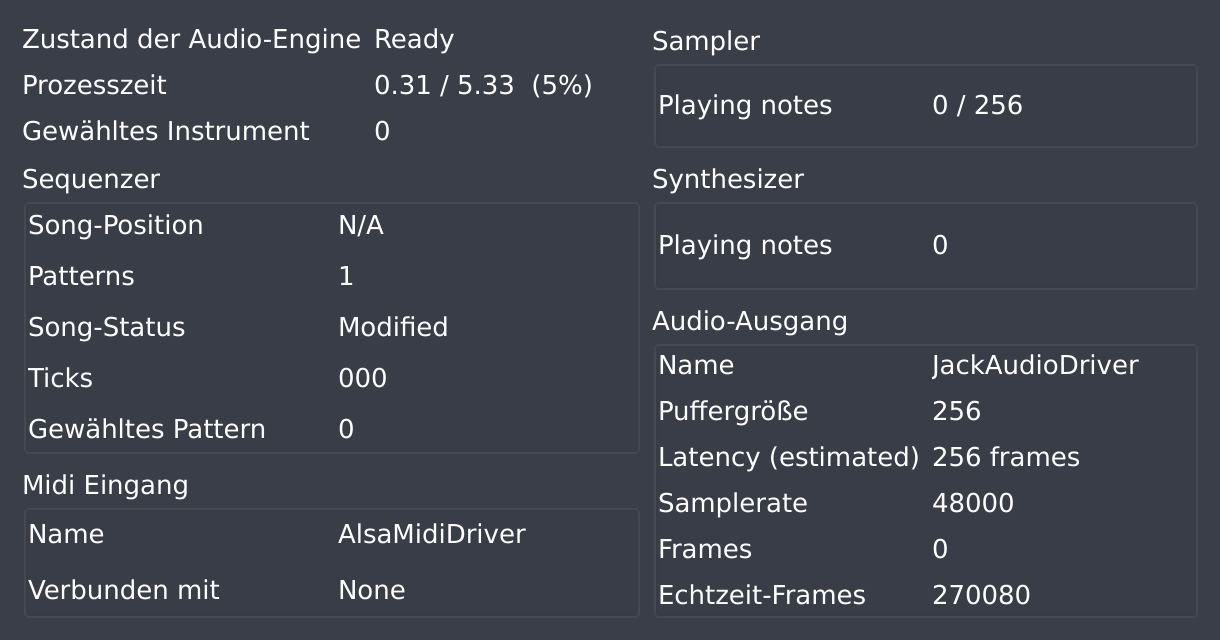 Zustand der Audio-Engine Ready
Prozesszeit 0.31 / 5.33 (5%)
Gewähltes Instrument 0
Sequenzer
Song-Position N/A
Patterns 1
Song-Status Modified
Ticks 000
Gewähltes Pattern 0
Midi Eingang
Name AlsaMidiDriver
Verbunden mit None
Sampler
Playing notes 0 / 256
Synthesizer
Playing notes 0
Audio-Ausgang
Name JackAudioDriver
Puffergröße 256
Latency (estimated) 256 frames
Samplerate 48000
Frames 0
Echtzeit-Frames 270080